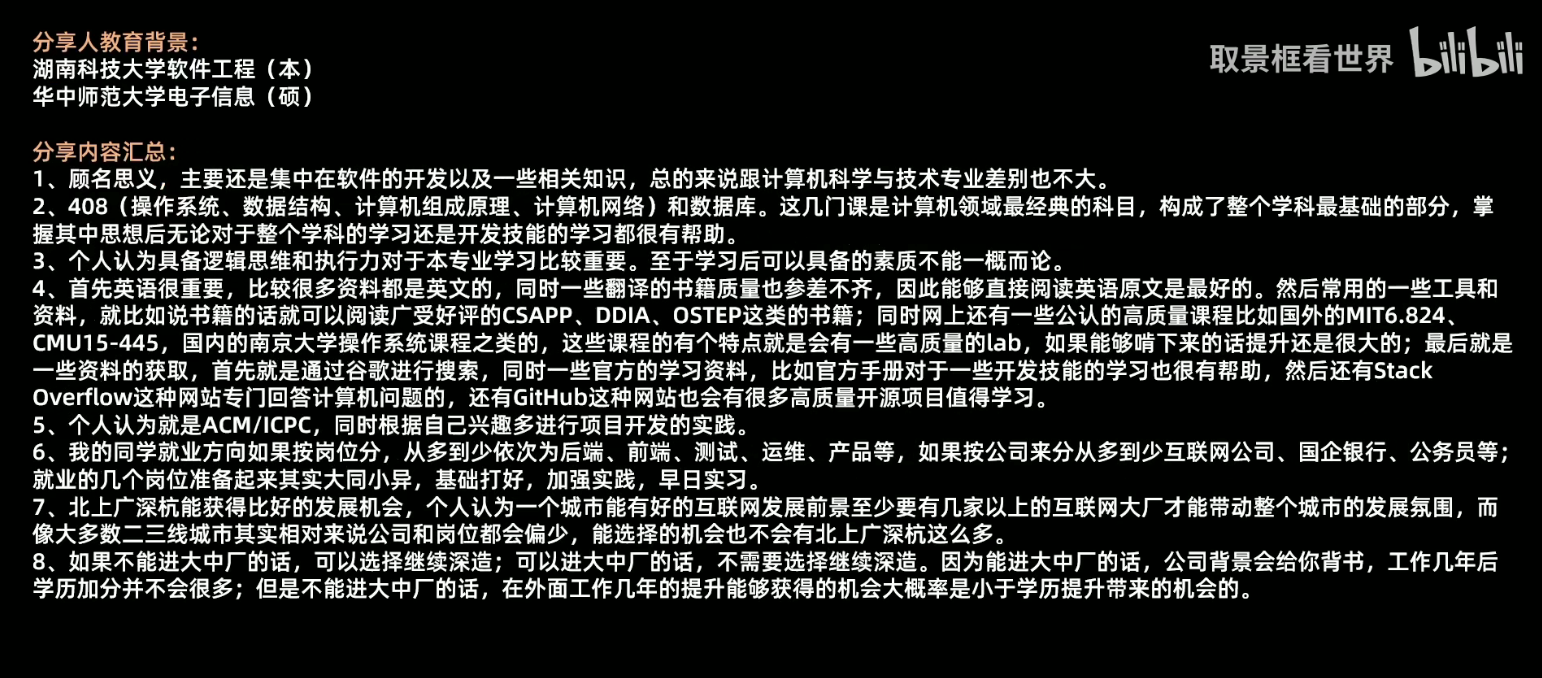 分享人教育背景：
湖南科技大学软件工程（本）
华中师范大学电子信息（硕）
取景框看世界 bilibili
分享内容汇总：
1、顾名思义，主要还是集中在软件的开发以及一些相关知识，总的来说跟计算机科学与技术专业差别也不大。
2、408（操作系统、数据结构、计算机组成原理、计算机网络）和数据库。这几门课是计算机领域最经典的科目，构成了整个学科最基础的部分，掌
握其中思想后无论对于整个学科的学习还是开发技能的学习都很有帮助。
3、个人认为具备逻辑思维和执行力对于本专业学习比较重要。至于学习后可以具备的素质不能一概而论。
4、首先英语很重要，比较很多资料都是英文的，同时一些翻译的书籍质量也参差不齐，因此能够直接阅读英语原文是最好的。然后常用的一些工具和
资料，就比如说书籍的话就可以阅读广受好评的CSAPP、DDIA、OSTEP这类的书籍；同时网上还有一些公认的高质量课程比如国外的MIT6.824、
CMU15-445，国内的南京大学操作系统课程之类的，这些课程的有个特点就是会有一些高质量的lab，如果能够啃下来的话提升还是很大的；最后就是
一些资料的获取，首先就是通过谷歌进行搜索，同时一些官方的学习资料，比如官方手册对于一些开发技能的学习也很有帮助，然后还有Stack
Overflow这种网站专门回答计算机问题的，还有GitHub这种网站也会有很多高质量开源项目值得学习。
5、个人认为就是ACM/ICPC，同时根据自己兴趣多进行项目开发的实践。
6、我的同学就业方向如果按岗位分，从多到少依次为后端、前端、测试、运维、产品等，如果按公司来分从多到少互联网公司、国企银行、公务员等；
就业的几个岗位准备起来其实大同小异，基础打好，加强实践，早日实习。
7、北上广深杭能获得比好的发展机会，个人认为一个城市能有好的互联网发展前景至少要有几家以上的互联网大厂才能带动整个城市的发展氛围，而
像大多数二三线城市其实相对来说公司和岗位都会偏少，能选择的机会也不会有北上广深杭这么多。
8、如果不能进大中厂的话，可以选择继续深造；可以进大中厂的话，不需要选择继续深造。因为能进大中厂的话，公司背景会给你背书，工作几年后
学历加分并不会很多；但是不能进大中厂的话，在外面工作几年的提升能够获得的机会大概率是小于学历提升带来的机会的。